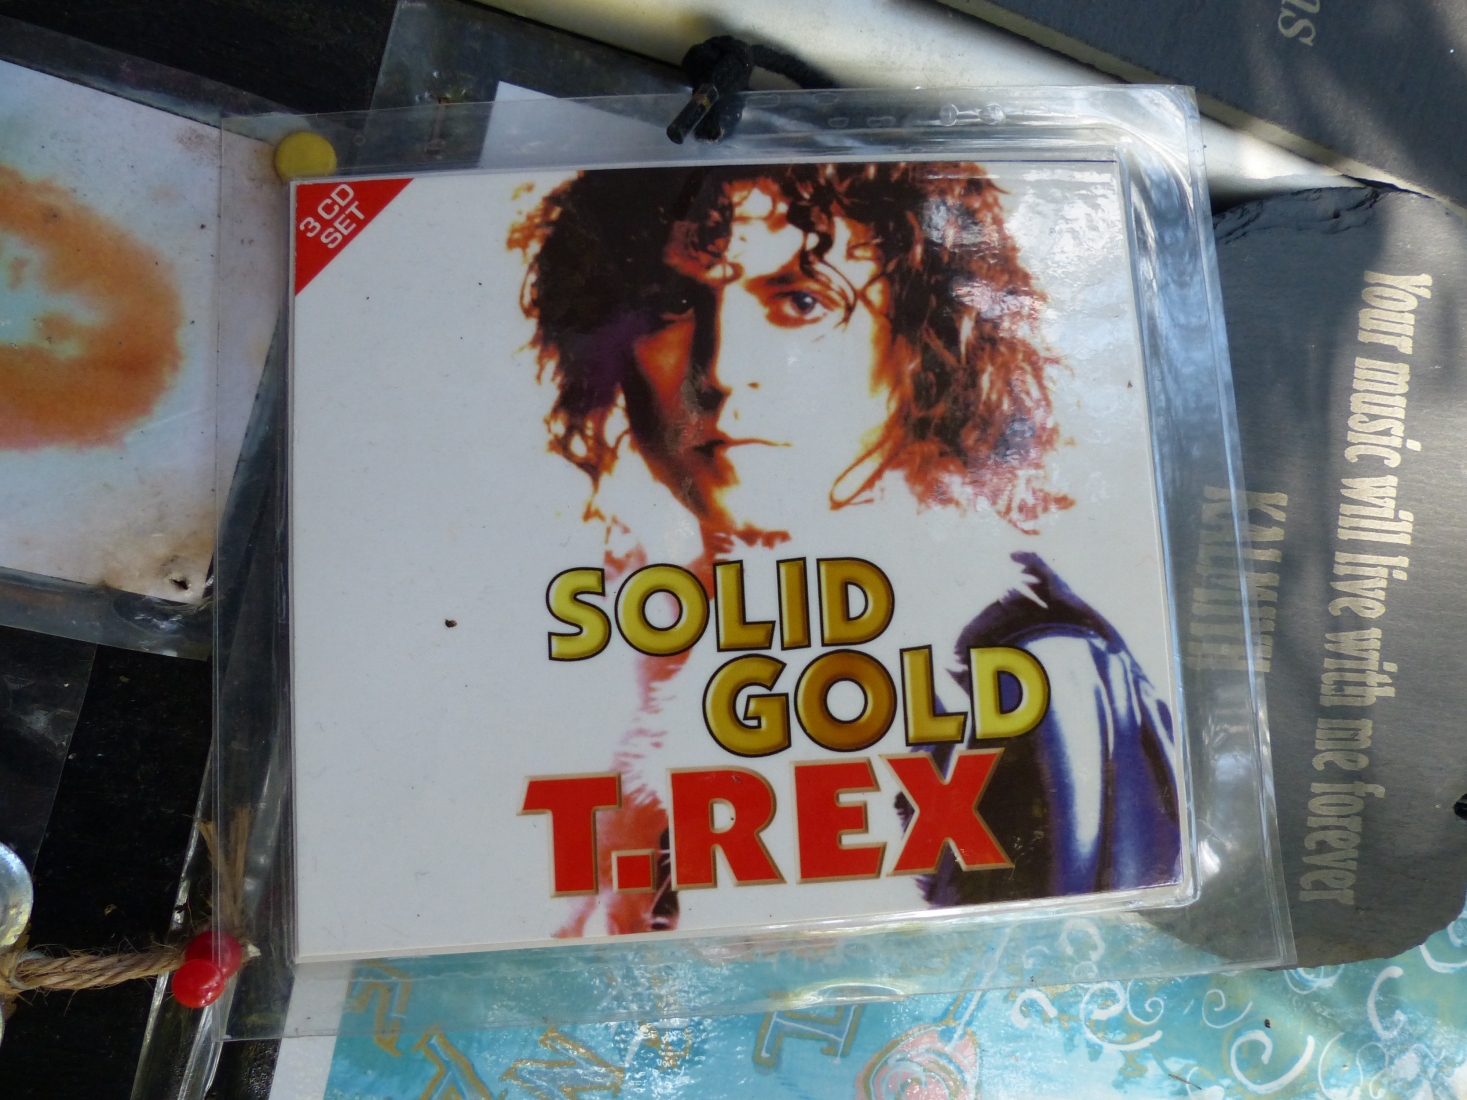 3 CD
SET
SOLID
GOLD
T.REX
Your music will live with me forever